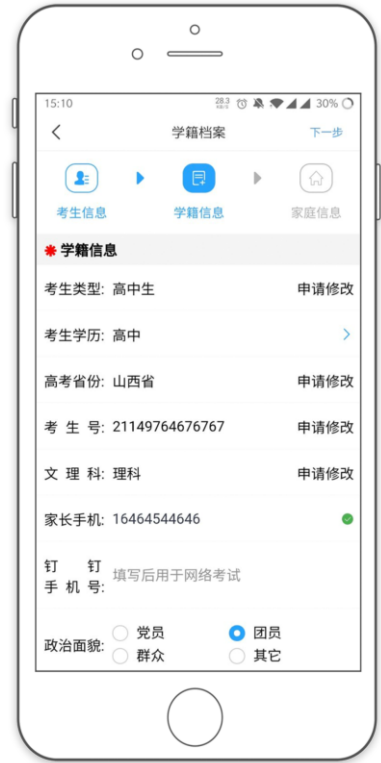 15:10 28.3 KB/S 30%
学籍档案 下一步
考生信息 学籍信息 家庭信息
* 学籍信息
考生类型: 高中生 申请修改
考生学历: 高中
高考省份: 山西省 申请修改
考 生 号: 21149764676767 申请修改
文 理 科: 理科 申请修改
家长手机: 16464544646
钉 钉
手 机 号: 填写后用于网络考试
政治面貌: 党员 团员
群众 其它